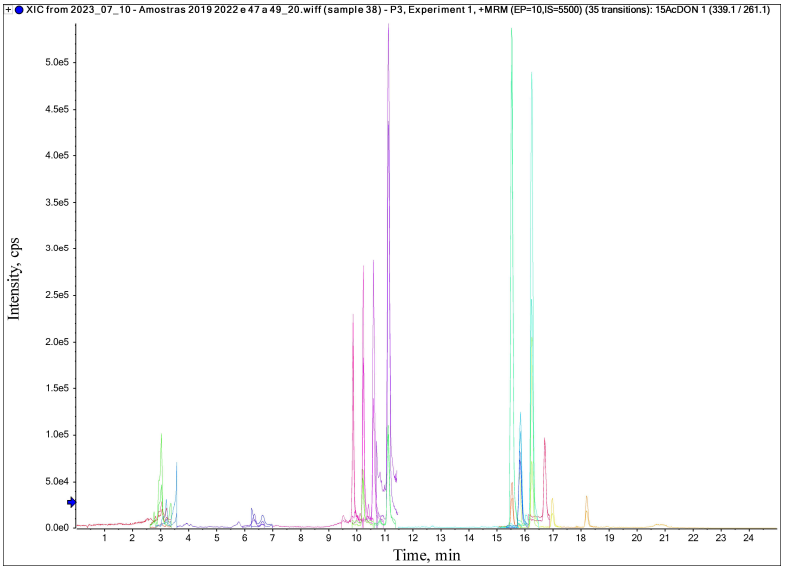 XIC from 2023_07_10 - Amostras 2019 2022 e 47 a 49_20.wiff (sample 38) - P3, Experiment 1, +MRM (EP=10,IS=5500) (35 transitions): 15AcDON 1 (339.1 / 261.1)
5.0e5
4.5e5
4.0e5
3.5e5
3.0e5
2.5e5
2.0e5
1.5e5
1.0e5
5.0e4
0.0e0
Intensity, cps
1 2 3 4 5 6 7 8 9 10 11 12 13 14 15 16 17 18 19 20 21 22 23 24
Time, min